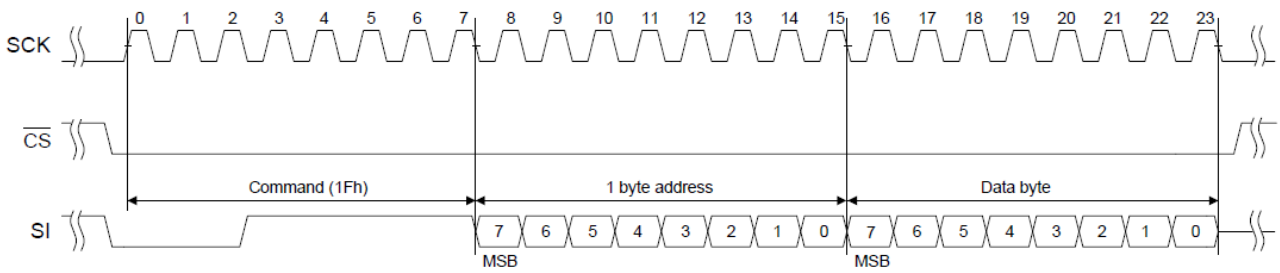 0 1 2 3 4 5 6 7 8 9 10 11 12 13 14 15 16 17 18 19 20 21 22 23
SCK
CS
Command (1Fh) 1 byte address Data byte
SI 7 6 5 4 3 2 1 0 7 6 5 4 3 2 1 0
MSB MSB